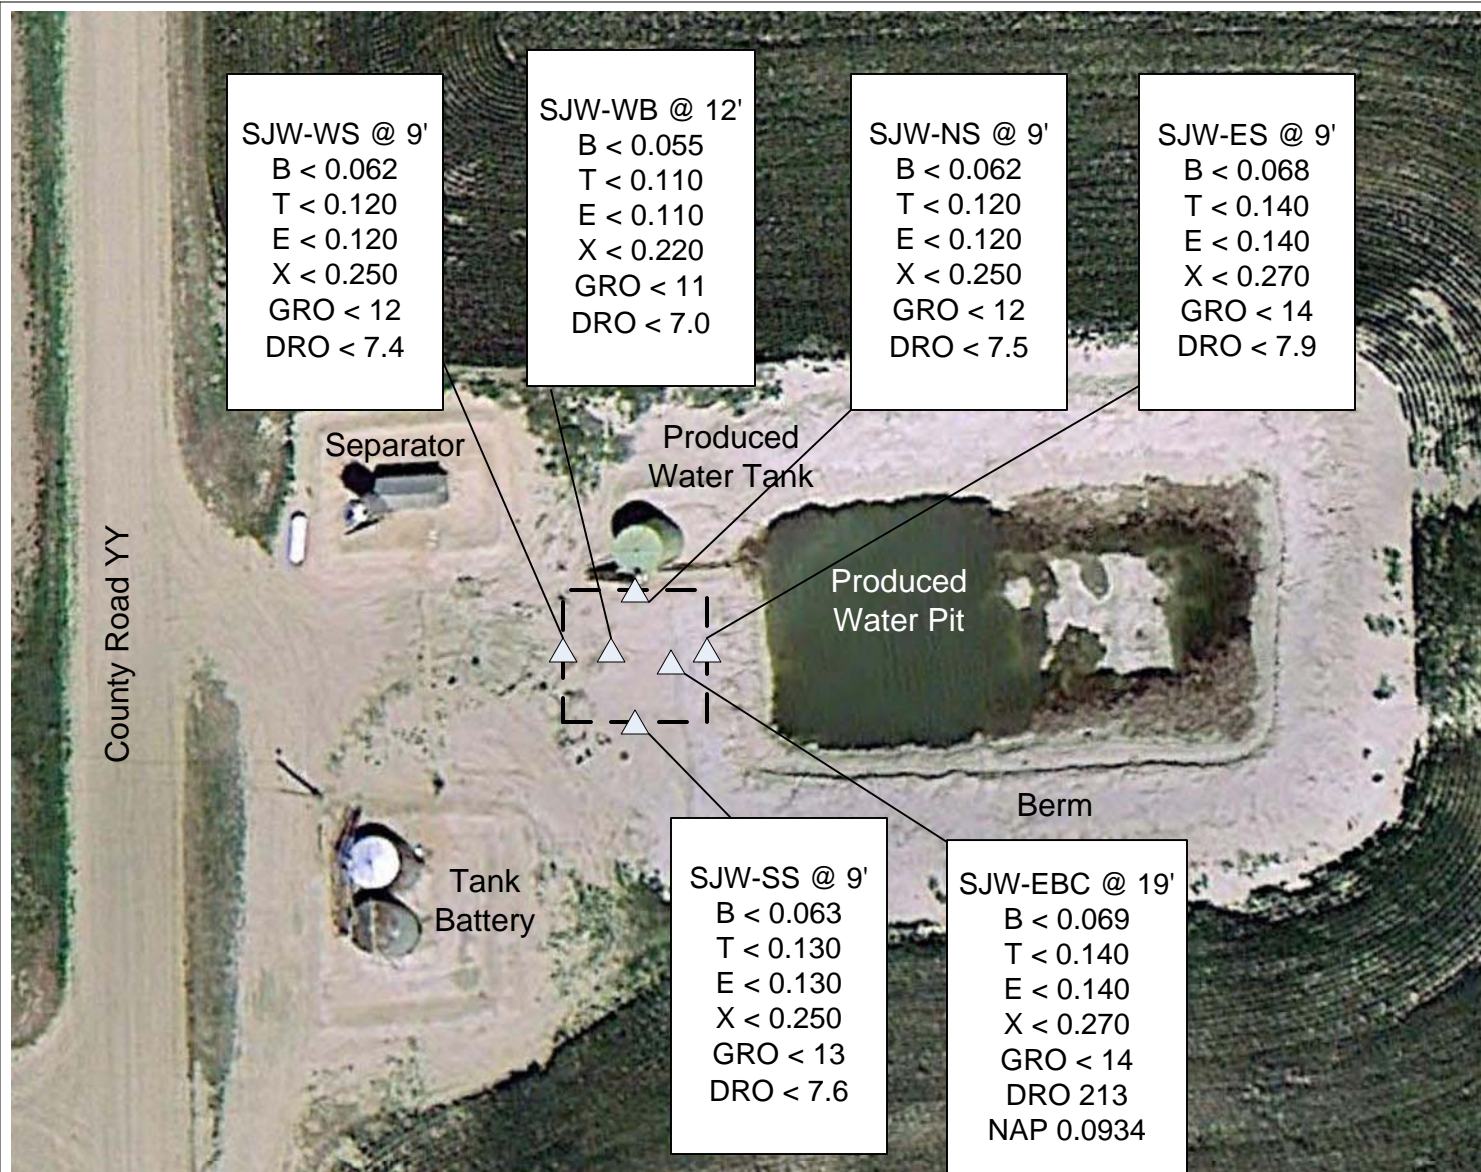 SJW-WS @ 9'
B < 0.062
T < 0.120
E < 0.120
X < 0.250
GRO < 12
DRO < 7.4
SJW-WB @ 12'
B < 0.055
T < 0.110
E < 0.110
X < 0.220
GRO < 11
DRO < 7.0
SJW-NS @ 9'
B < 0.062
T < 0.120
E < 0.120
X < 0.250
GRO < 12
DRO < 7.5
SJW-ES @ 9'
B < 0.068
T < 0.140
E < 0.140
X < 0.270
GRO < 14
DRO < 7.9
Separator
Produced
Water Tank
County Road YY
Produced
Water Pit
Berm
Tank
Battery
SJW-SS @ 9'
B < 0.063
T < 0.130
E < 0.130
X < 0.250
GRO < 13
DRO < 7.6
SJW-EBC @ 19'
B < 0.069
T < 0.140
E < 0.140
X < 0.270
GRO < 14
DRO 213
NAP 0.0934